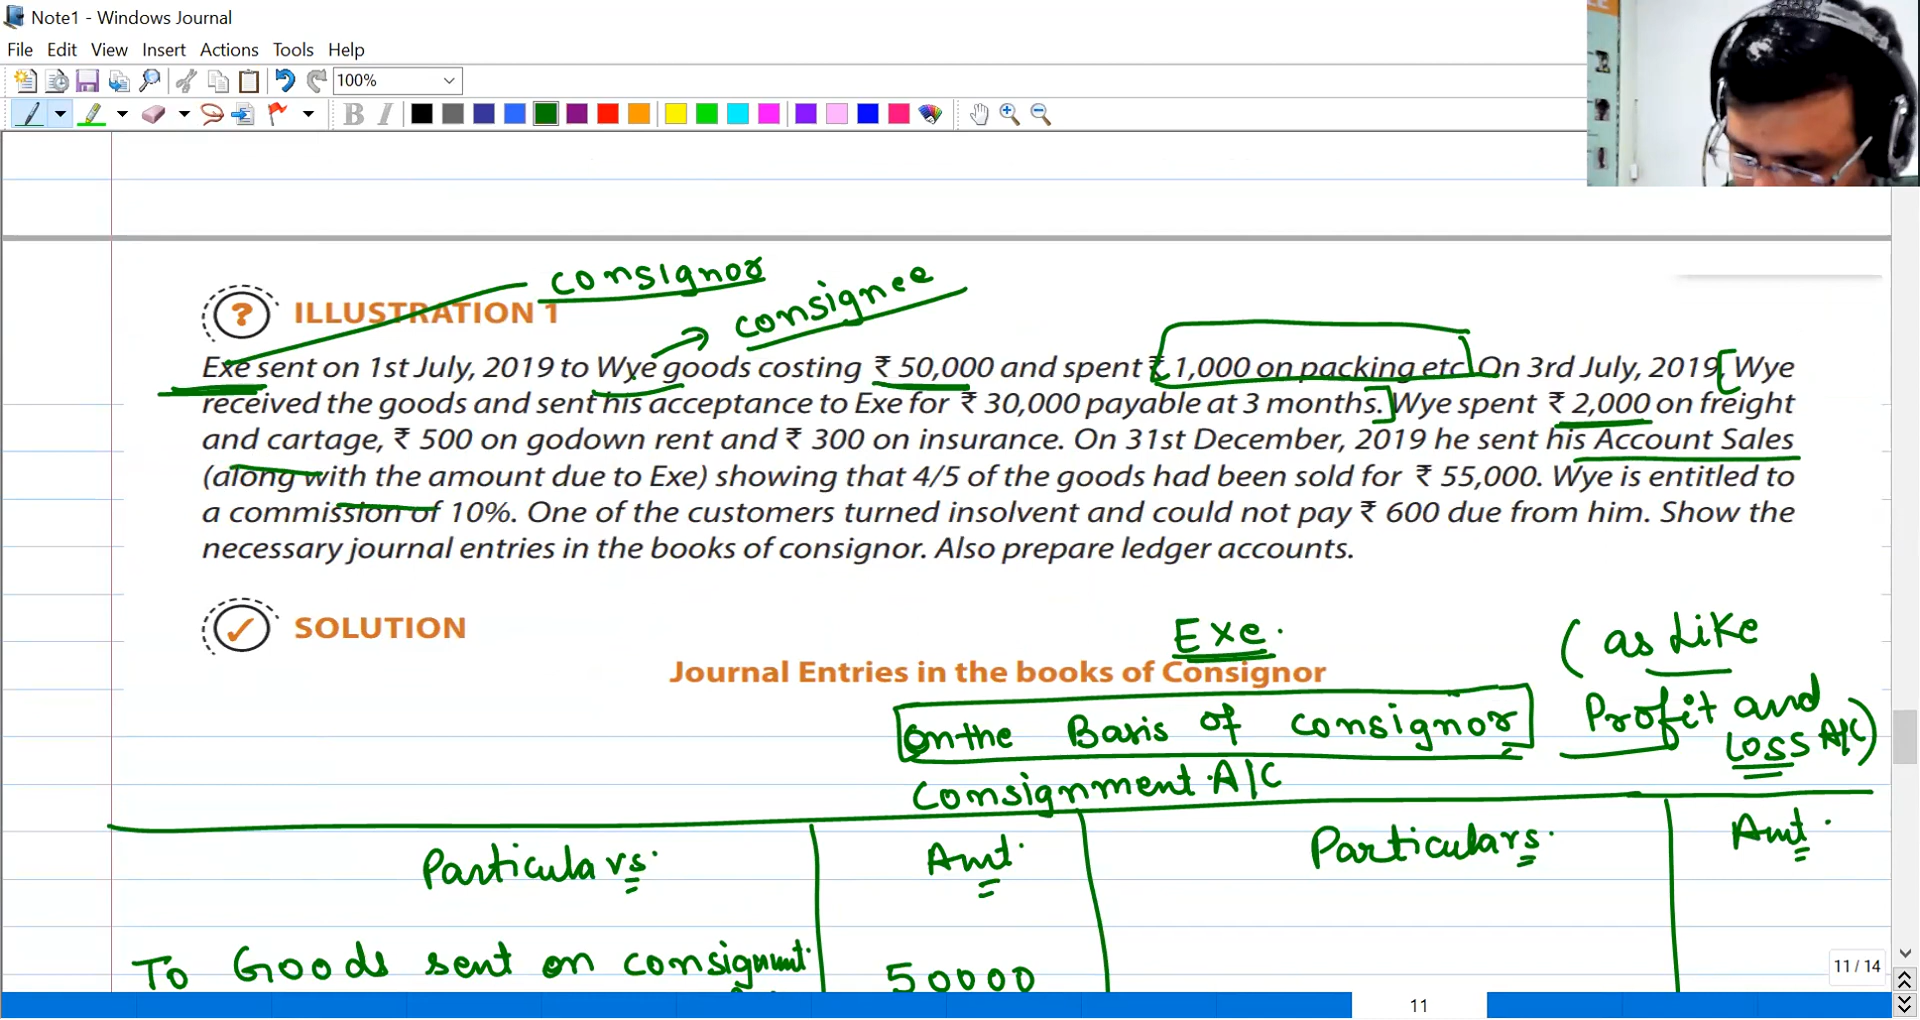 Note1 - Windows Journal
File Edit View Insert Actions Tools Help
100%
B I
consignor
consignee
? ILLUSTRATION 1
Exe sent on 1st July, 2019 to Wye goods costing ₹ 50,000 and spent ₹ 1,000 on packing etc. On 3rd July, 2019, Wye
received the goods and sent his acceptance to Exe for ₹ 30,000 payable at 3 months. Wye spent ₹ 2,000 on freight
and cartage, ₹ 500 on godown rent and ₹ 300 on insurance. On 31st December, 2019 he sent his Account Sales
(along with the amount due to Exe) showing that 4/5 of the goods had been sold for ₹ 55,000. Wye is entitled to
a commission of 10%. One of the customers turned insolvent and could not pay ₹ 600 due from him. Show the
necessary journal entries in the books of consignor. Also prepare ledger accounts.
SOLUTION
Exe.
Journal Entries in the books of Consignor
(as Like
Profit and
Loss A/C)
on the Basis of consignor
Consignment A/C
Particulars Amt. Particulars. Amt.
To Goods sent on consignmt. 50000
11 / 14
11